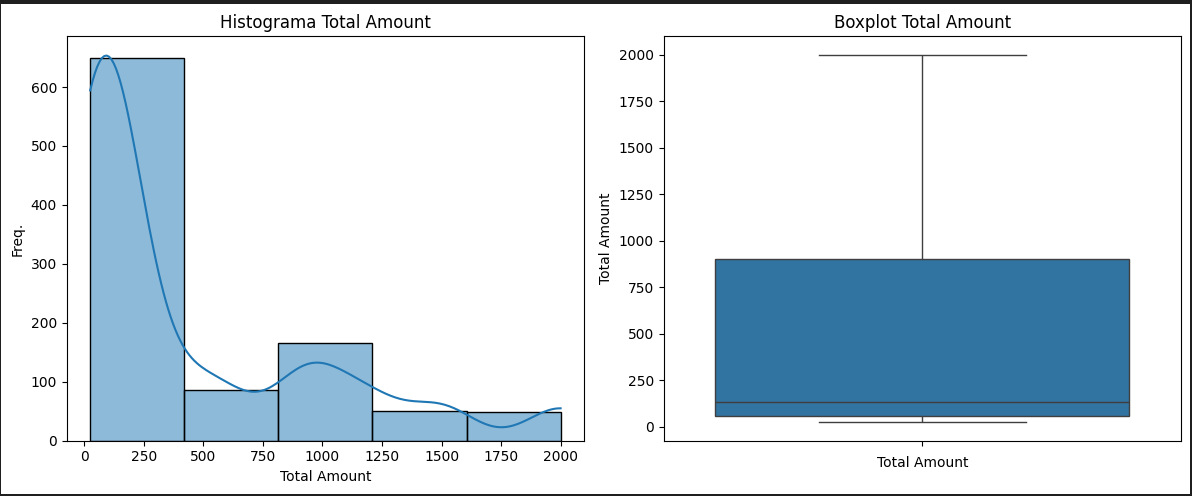 Histograma Total Amount
Freq.
600
500
400
300
200
100
0
0 250 500 750 1000 1250 1500 1750 2000
Total Amount
Boxplot Total Amount
Total Amount
2000
1750
1500
1250
1000
750
500
250
0
Total Amount